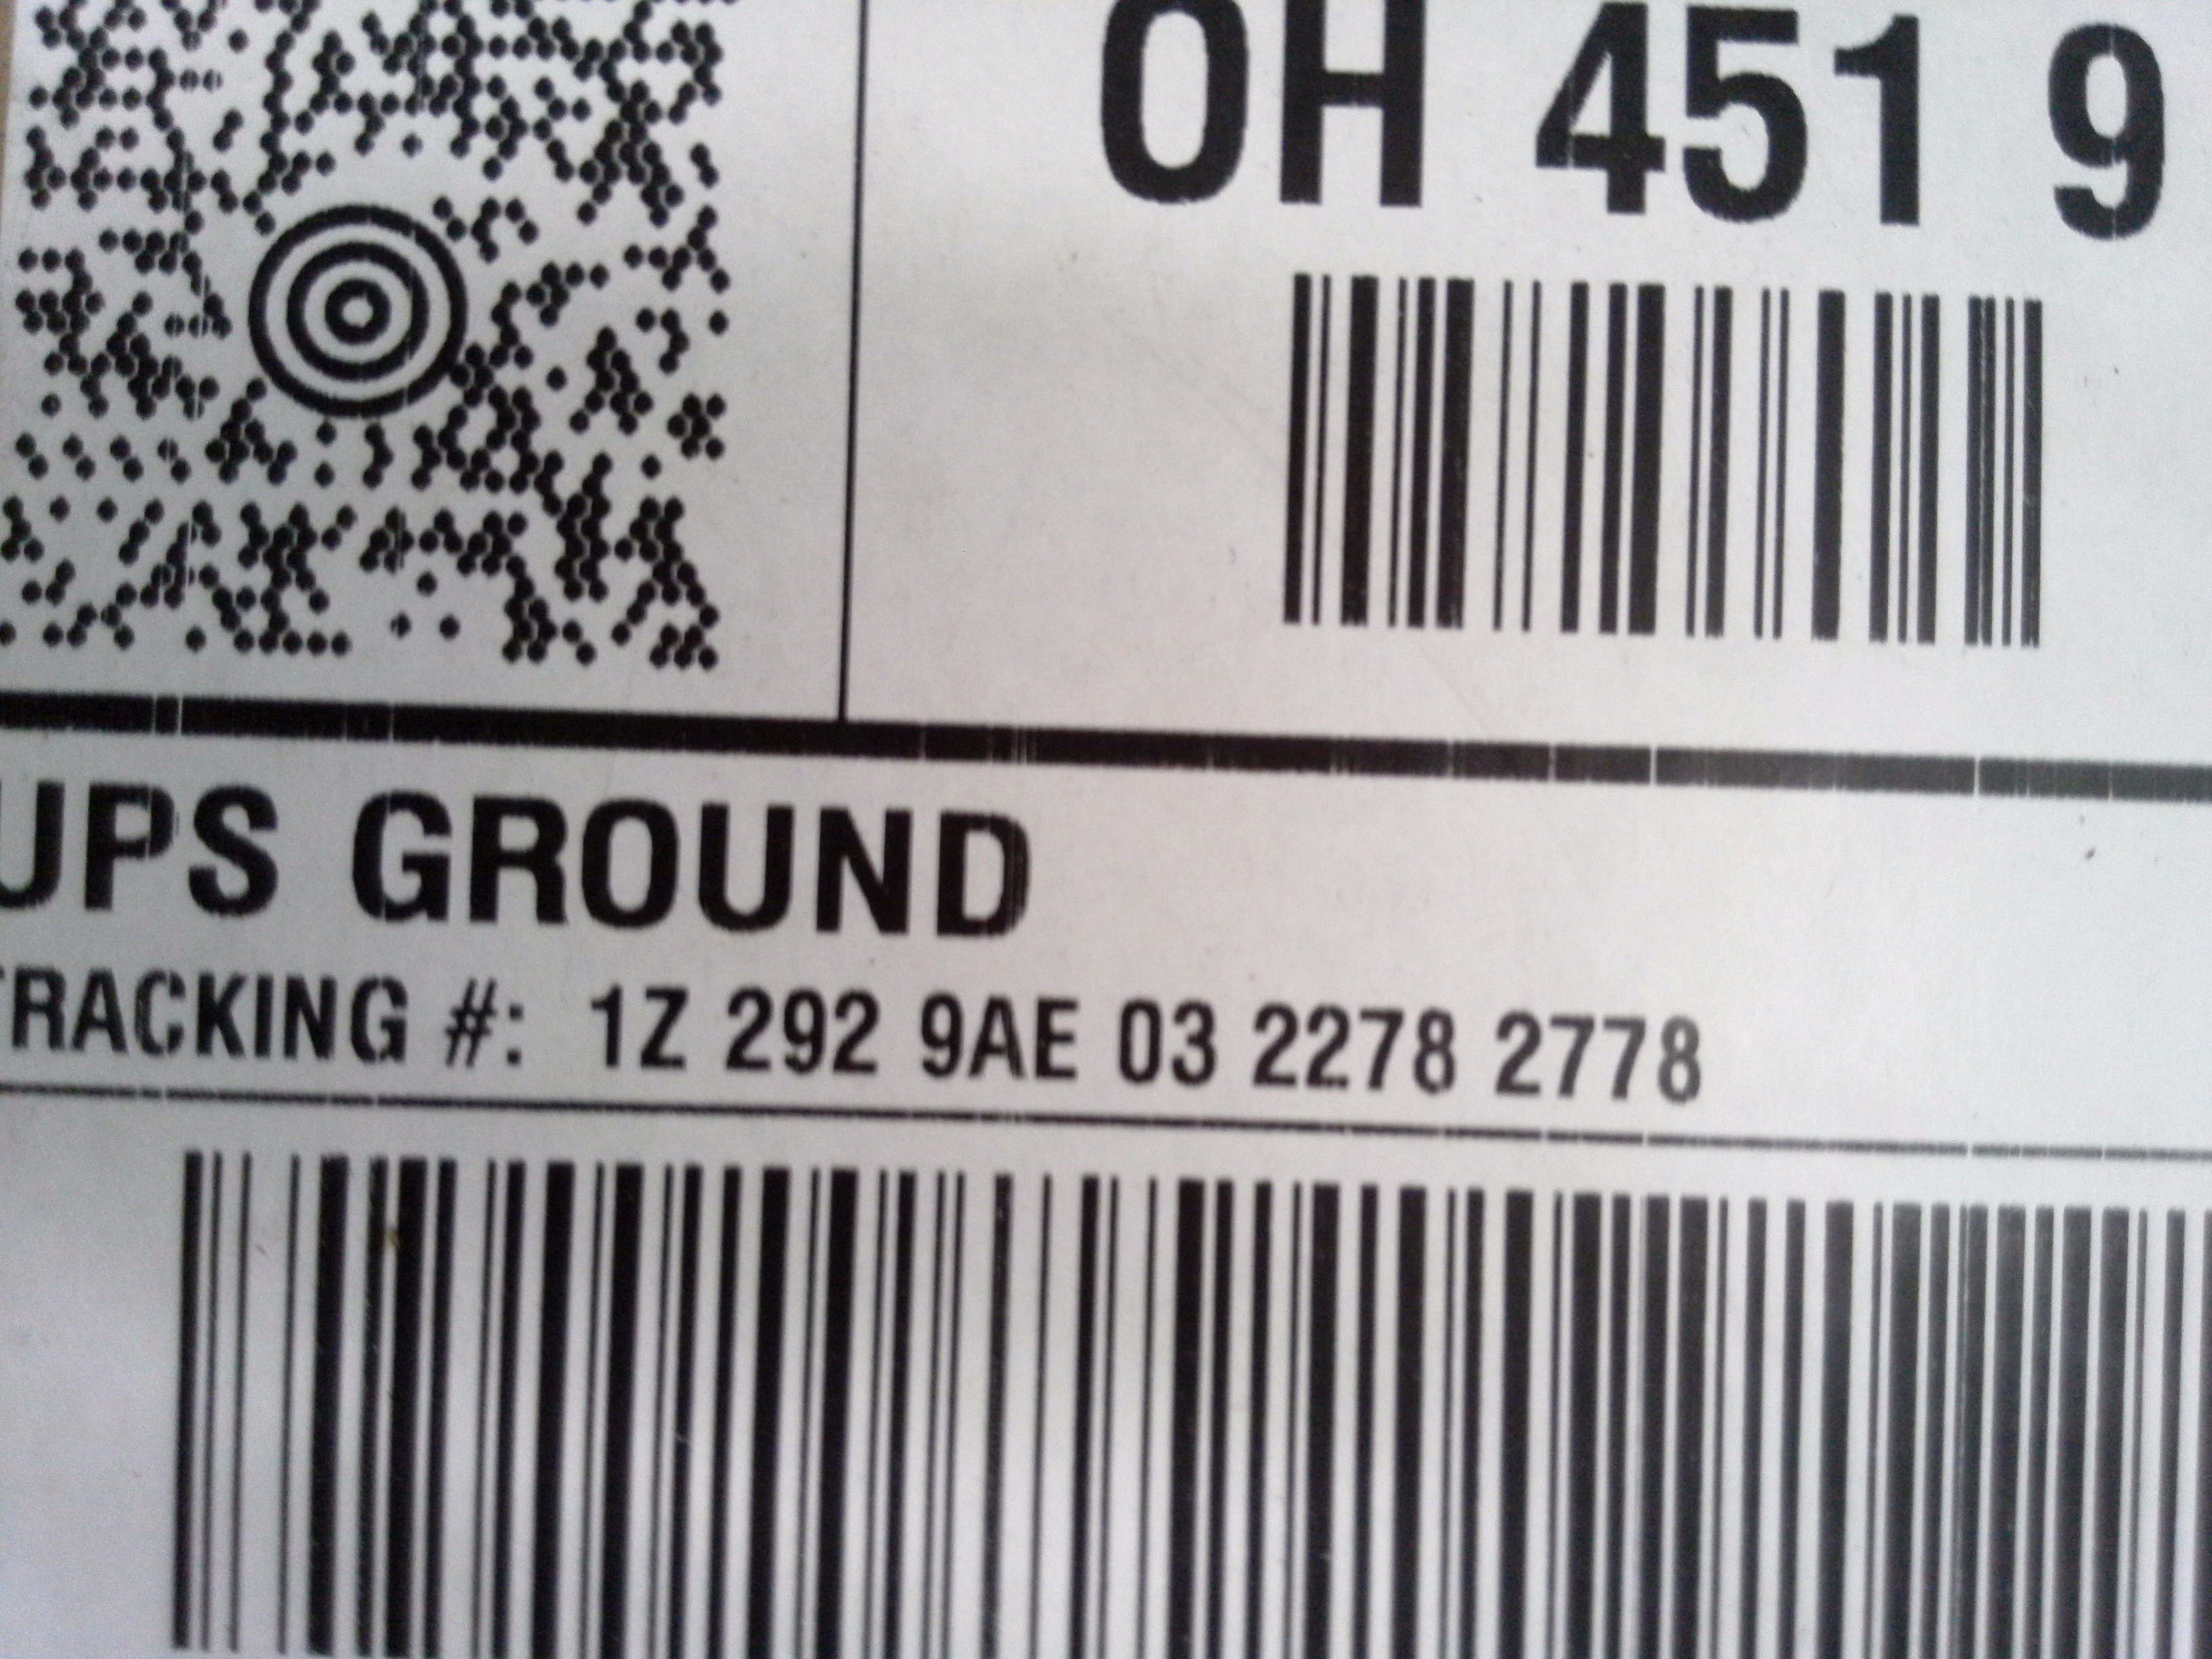 OH 451 9
UPS GROUND
TRACKING #: 1Z 292 9AE 03 2278 2778